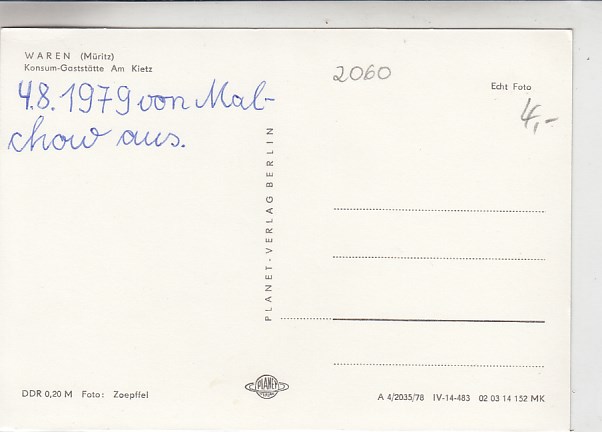 WAREN (Müritz)
Konsum-Gaststätte Am Kietz
4.8.1979 von Mal-
chow aus.
2060
Echt Foto
4,-
PLANET-VERLAG BERLIN
DDR 0,20 M Foto: Zoepffel
PLANET
A 4/2035/78 IV-14-483 02 03 14 152 MK